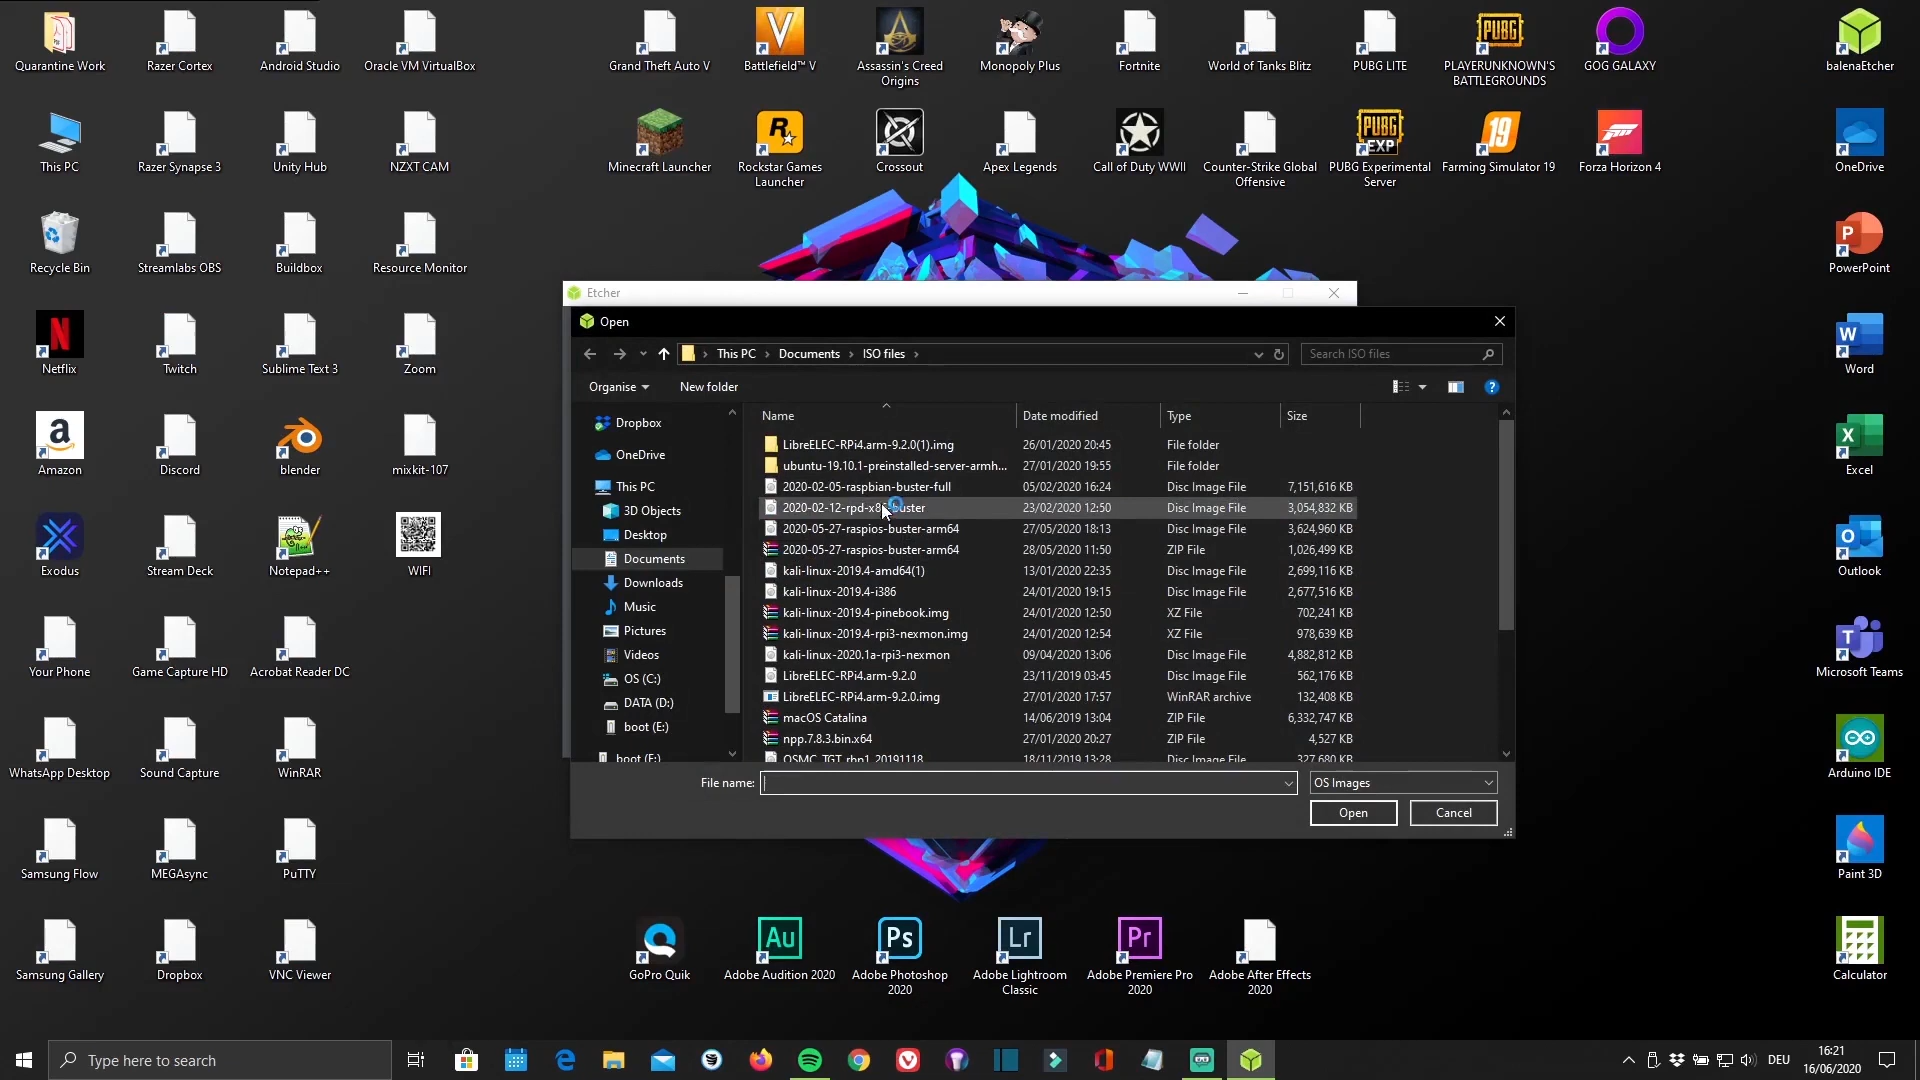 Quarantine Work
Razer Cortex
Android Studio
Oracle VM VirtualBox
Grand Theft Auto V
Battlefield™ V
Assassin's Creed
Origins
Monopoly Plus
Fortnite
World of Tanks Blitz
PUBG LITE
PUBG
PLAYERUNKNOWN'S
BATTLEGROUNDS
GOG GALAXY
balenaEtcher
This PC
Razer Synapse 3
Unity Hub
NZXT CAM
Minecraft Launcher
Rockstar Games
Launcher
Crossout
Apex Legends
Call of Duty WWII
Counter-Strike Global
Offensive
PUBG
EXP
PUBG Experimental
Server
19
Farming Simulator 19
Forza Horizon 4
OneDrive
Recycle Bin
Streamlabs OBS
Buildbox
Resource Monitor
PowerPoint
Netflix
Twitch
Sublime Text 3
Zoom
Word
Amazon
Discord
blender
mixkit-107
Excel
Exodus
Stream Deck
Notepad++
WIFI
Outlook
Your Phone
Game Capture HD
Acrobat Reader DC
Microsoft Teams
WhatsApp Desktop
Sound Capture
WinRAR
Arduino IDE
Samsung Flow
MEGAsync
PuTTY
Paint 3D
Samsung Gallery
Dropbox
VNC Viewer
GoPro Quik
Au
Adobe Audition 2020
Ps
Adobe Photoshop
2020
Lr
Adobe Lightroom
Classic
Pr
Adobe Premiere Pro
2020
Adobe After Effects
2020
Calculator
Etcher
Open
This PC › Documents › ISO files ›
Search ISO files
Organise
New folder
Dropbox
OneDrive
This PC
3D Objects
Desktop
Documents
Downloads
Music
Pictures
Videos
OS (C:)
DATA (D:)
boot (E:)
boot (E:)
Name Date modified Type Size
LibreELEC-RPi4.arm-9.2.0(1).img 26/01/2020 20:45 File folder
ubuntu-19.10.1-preinstalled-server-armh... 27/01/2020 19:55 File folder
2020-02-05-raspbian-buster-full 05/02/2020 16:24 Disc Image File 7,151,616 KB
2020-02-12-rpd-x86-buster 23/02/2020 12:50 Disc Image File 3,054,832 KB
2020-05-27-raspios-buster-arm64 27/05/2020 18:13 Disc Image File 3,624,960 KB
2020-05-27-raspios-buster-arm64 28/05/2020 11:50 ZIP File 1,026,499 KB
kali-linux-2019.4-amd64(1) 13/01/2020 22:35 Disc Image File 2,699,116 KB
kali-linux-2019.4-i386 24/01/2020 19:15 Disc Image File 2,677,516 KB
kali-linux-2019.4-pinebook.img 24/01/2020 12:50 XZ File 702,241 KB
kali-linux-2019.4-rpi3-nexmon.img 24/01/2020 12:54 XZ File 978,639 KB
kali-linux-2020.1a-rpi3-nexmon 09/04/2020 13:06 Disc Image File 4,882,812 KB
LibreELEC-RPi4.arm-9.2.0 23/11/2019 03:45 Disc Image File 562,176 KB
LibreELEC-RPi4.arm-9.2.0.img 27/01/2020 17:57 WinRAR archive 132,408 KB
macOS Catalina 14/06/2019 13:04 ZIP File 6,332,747 KB
npp.7.8.3.bin.x64 27/01/2020 20:27 ZIP File 4,527 KB
OSMC_TGT_rbp1_20191118 18/11/2019 13:28 Disc Image File 327,680 KB
File name:
OS Images
Open
Cancel
Type here to search
DEU
16:21
16/06/2020